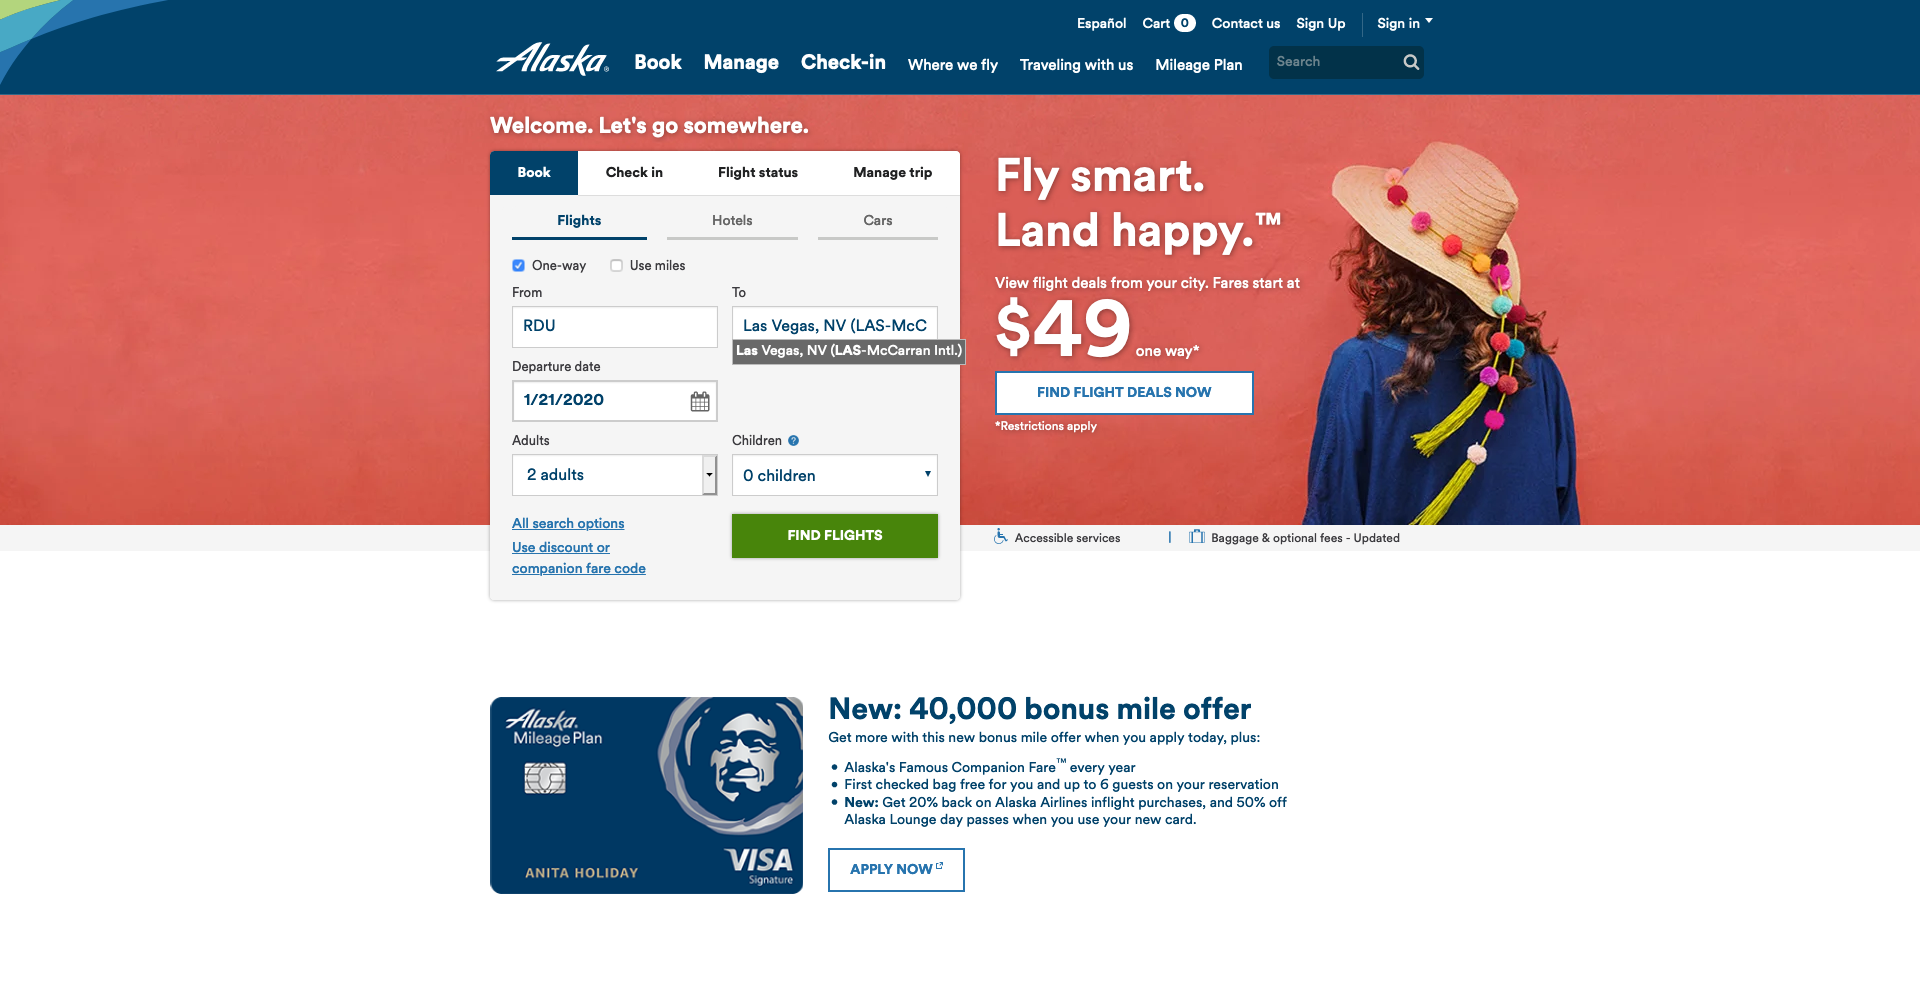 Español Cart 0 Contact us Sign Up Sign in
Alaska® Book Manage Check-in Where we fly Traveling with us Mileage Plan Search
Welcome. Let's go somewhere.
Book Check in Flight status Manage trip
Flights Hotels Cars
One-way Use miles
From To
RDU Las Vegas, NV (LAS-McC
Las Vegas, NV (LAS-McCarran Intl.)
Departure date
1/21/2020
Adults Children ?
2 adults 0 children
All search options
Use discount or
companion fare code
FIND FLIGHTS
Fly smart.
Land happy.™
View flight deals from your city. Fares start at
$49 one way*
FIND FLIGHT DEALS NOW
*Restrictions apply
Accessible services | Baggage & optional fees - Updated
Alaska®
Mileage Plan
ANITA HOLIDAY
VISA
Signature
New: 40,000 bonus mile offer
Get more with this new bonus mile offer when you apply today, plus:
• Alaska's Famous Companion Fare™ every year
• First checked bag free for you and up to 6 guests on your reservation
• New: Get 20% back on Alaska Airlines inflight purchases, and 50% off
Alaska Lounge day passes when you use your new card.
APPLY NOW